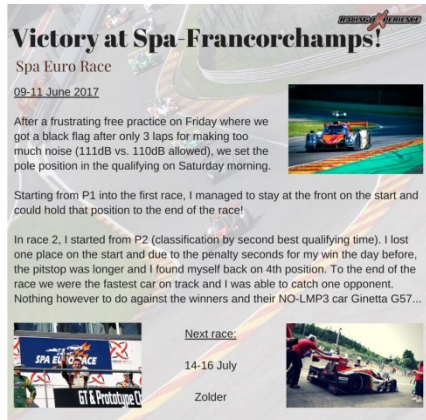 RACING EXPERIENCE
Victory at Spa-Francorchamps!
Spa Euro Race
09-11 June 2017
After a frustrating free practice on Friday where we
got a black flag after only 3 laps for making too
much noise (111dB vs. 110dB allowed), we set the
pole position in the qualifying on Saturday morning.
Starting from P1 into the first race, I managed to stay at the front on the start and
could hold that position to the end of the race!
In race 2, I started from P2 (classification by second best qualifying time). I lost
one place on the start and due to the penalty seconds for my win the day before,
the pitstop was longer and I found myself back on 4th position. To the end of the
race we were the fastest car on track and I was able to catch one opponent.
Nothing however to do against the winners and their NO-LMP3 car Ginetta G57...
SPA EURO RACE
GT & Prototype
Next race:
14-16 July
Zolder